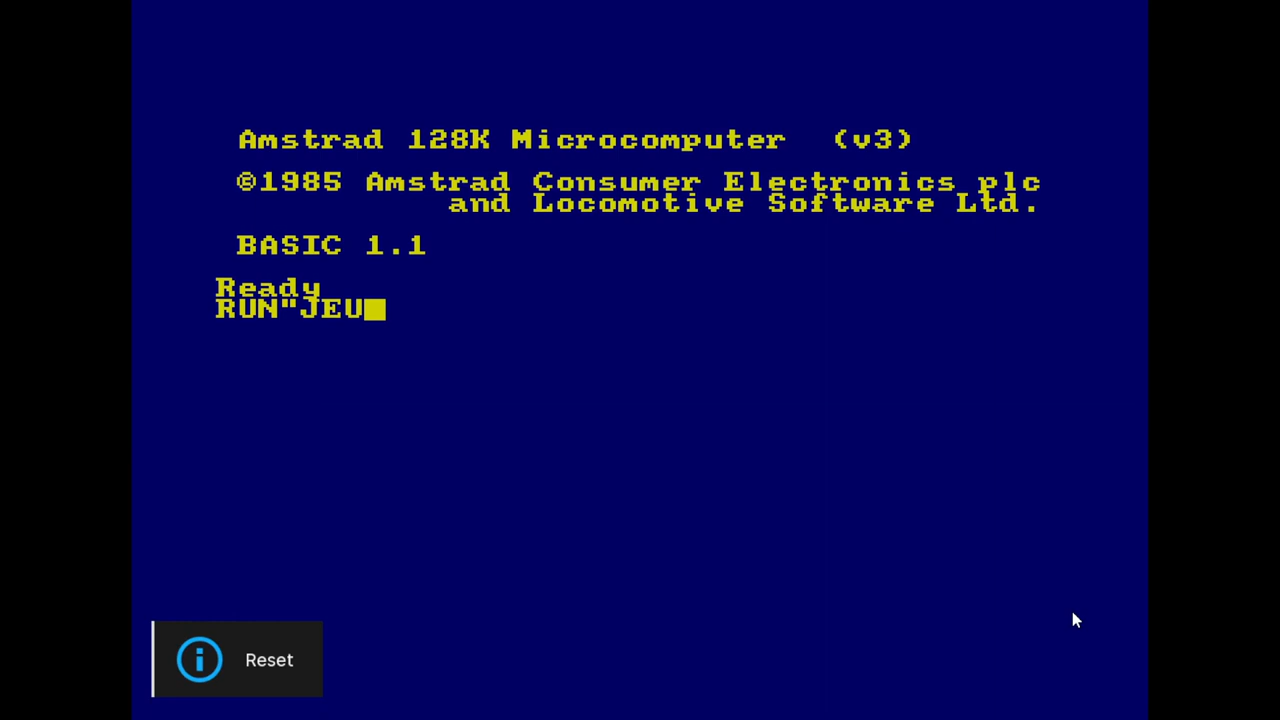 Amstrad 128K Microcomputer (v3)
©1985 Amstrad Consumer Electronics plc
and Locomotive Software Ltd.
BASIC 1.1
Ready
RUN"JEU
Reset